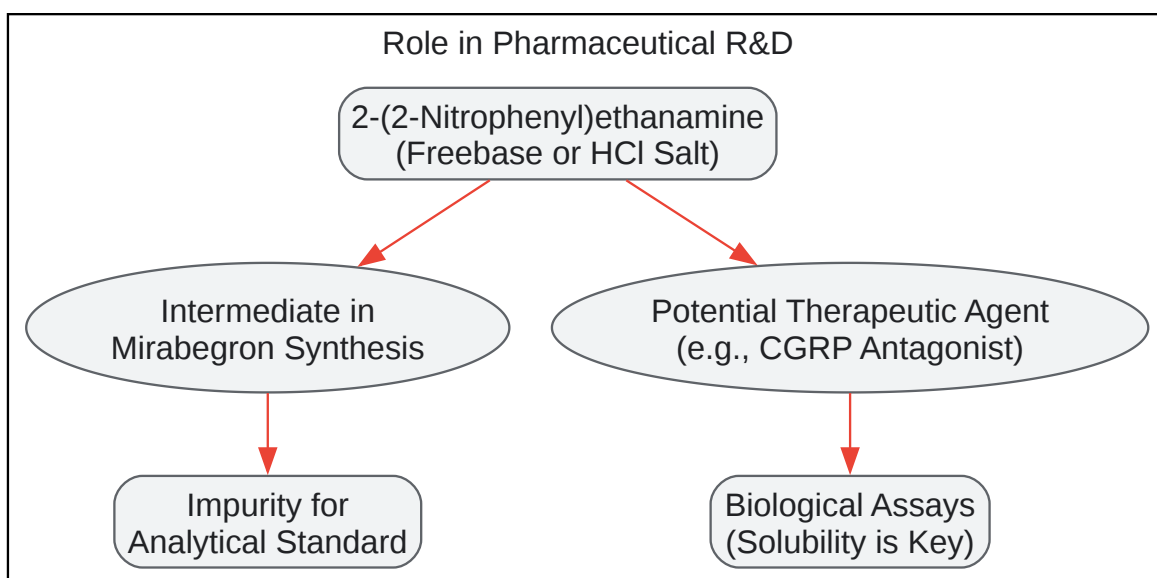 Role in Pharmaceutical R&D
2-(2-Nitrophenyl)ethanamine
(Freebase or HCl Salt)
Intermediate in
Mirabegron Synthesis
Potential Therapeutic Agent
(e.g., CGRP Antagonist)
Impurity for
Analytical Standard
Biological Assays
(Solubility is Key)